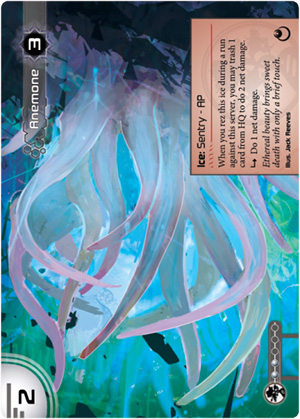 3
Anemone
Ice: Sentry - AP
When you rez this ice during a run
against this server, you may trash 1
card from HQ to do 2 net damage.
↳ Do 1 net damage.
Ethereal beauty brings sweet
death with only a brief touch.
Illus. Jack Reeves
2